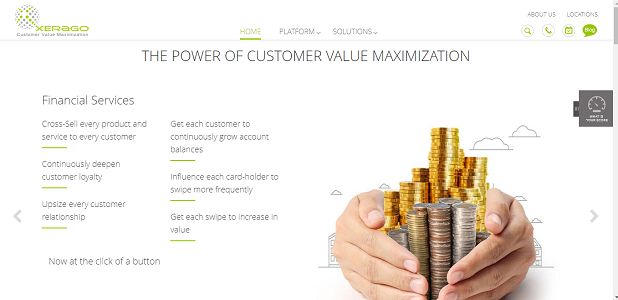 XERAGO
Customer Value Maximization
ABOUT US
LOCATIONS
HOME
PLATFORM
SOLUTIONS
Blog
THE POWER OF CUSTOMER VALUE MAXIMIZATION
Financial Services
Cross-Sell every product and
service to every customer
Continuously deepen
customer loyalty
Upsize every customer
relationship
Get each customer to
continuously grow account
balances
Influence each card-holder to
swipe more frequently
Get each swipe to increase in
value
Now at the click of a button
WHAT'S
YOUR SCORE